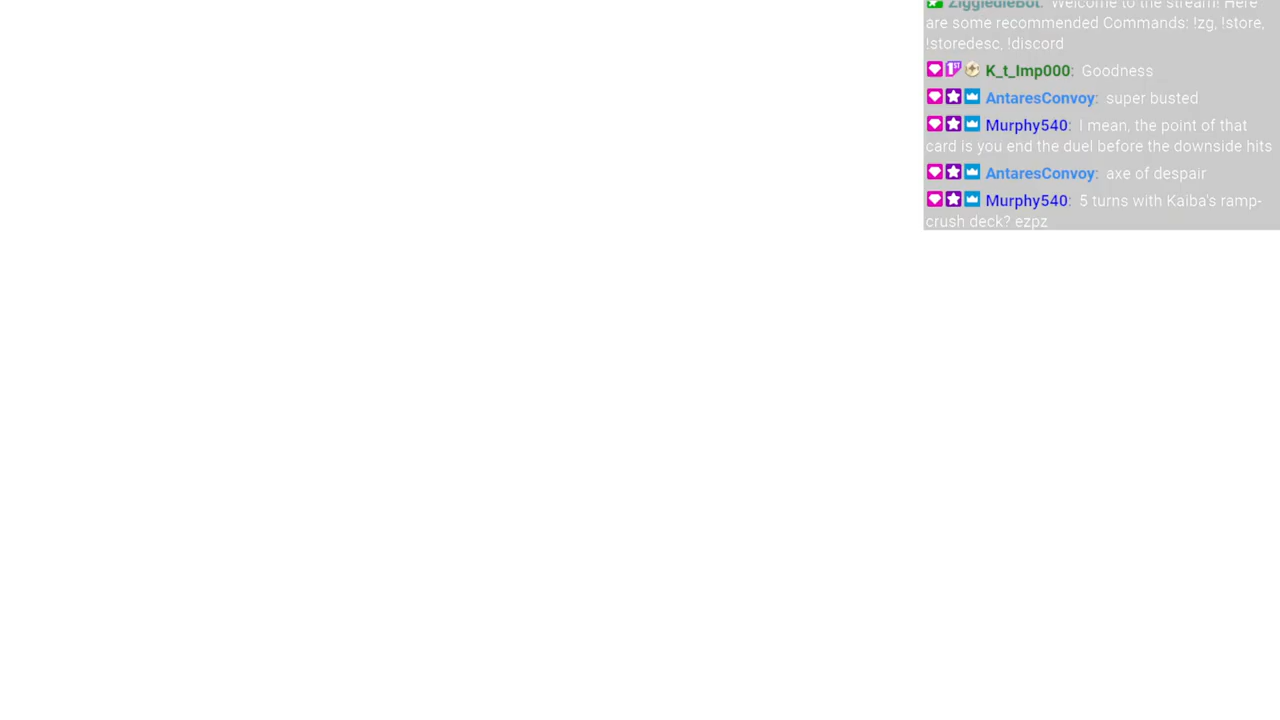 ZiggledieBot: Welcome to the stream! Here
are some recommended Commands: !zg, !store,
!storedesc, !discord
K_t_Imp000: Goodness
AntaresConvoy: super busted
Murphy540: I mean, the point of that
card is you end the duel before the downside hits
AntaresConvoy: axe of despair
Murphy540: 5 turns with Kaiba's ramp-
crush deck? ezpz